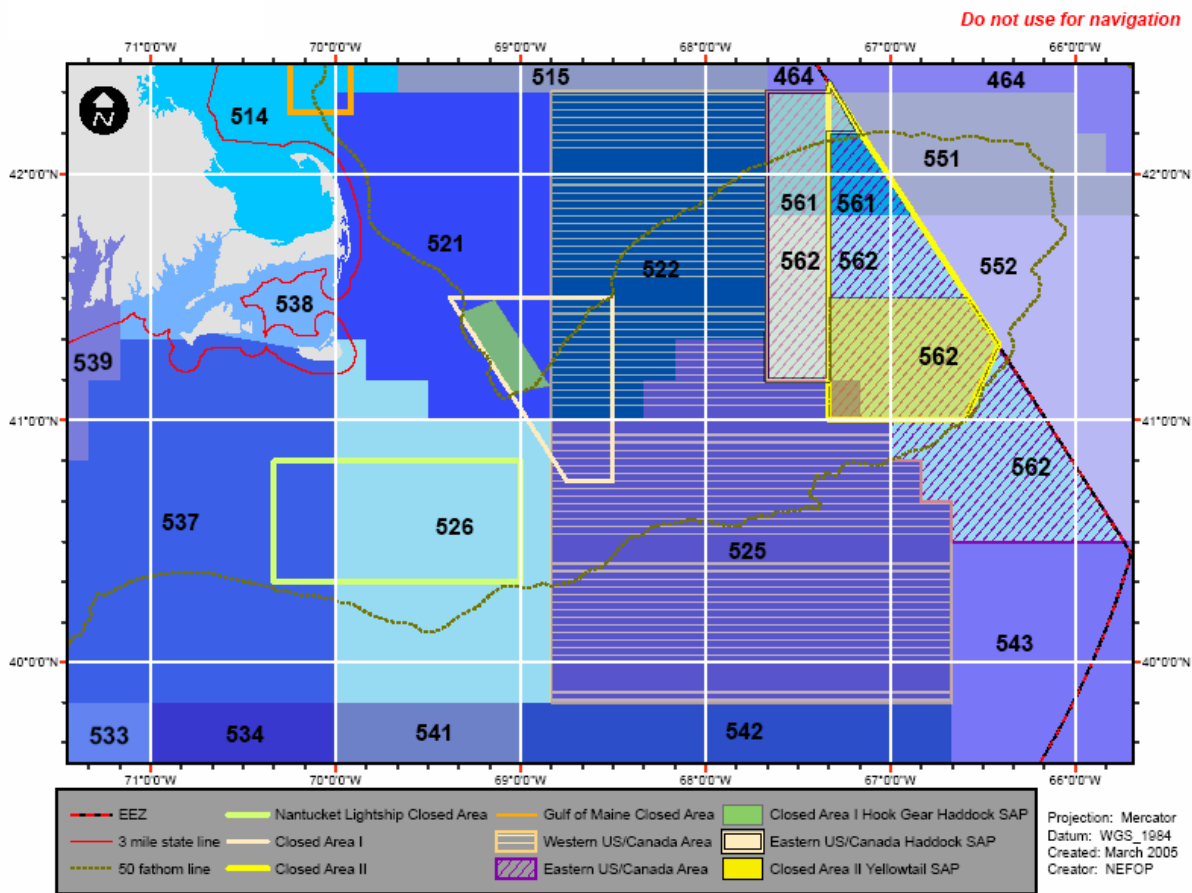 Do not use for navigation
71°0'0"W 70°0'0"W 69°0'0"W 68°0'0"W 67°0'0"W 66°0'0"W
515 464 464
514
N
551
42°0'0"N 42°0'0"N
561 561
521
562 562 552
522
538
539 562
41°0'0"N 41°0'0"N
562
537 526
525
543
40°0'0"N 40°0'0"N
533 534 541 542
71°0'0"W 70°0'0"W 69°0'0"W 68°0'0"W 67°0'0"W 66°0'0"W
EEZ Nantucket Lightship Closed Area Gulf of Maine Closed Area Closed Area I Hook Gear Haddock SAP
3 mile state line Closed Area I Western US/Canada Area Eastern US/Canada Haddock SAP
50 fathom line Closed Area II Eastern US/Canada Area Closed Area II Yellowtail SAP
Projection: Mercator
Datum: WGS_1984
Created: March 2005
Creator: NEFOP